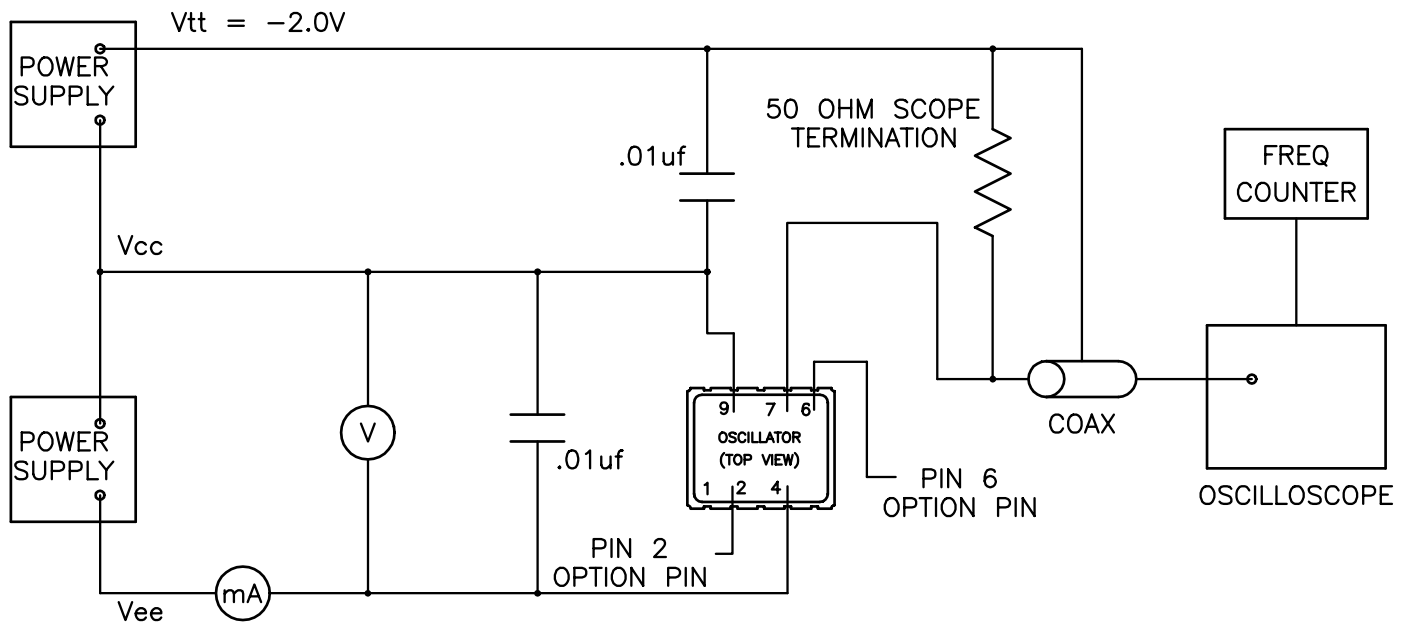 Vtt = -2.0V
POWER
SUPPLY
50 OHM SCOPE
TERMINATION
.01uf
FREQ
COUNTER
Vcc
POWER
SUPPLY
V
.01uf
9 7 6
OSCILLATOR
(TOP VIEW)
1 2 4
COAX
PIN 6
OPTION PIN
OSCILLOSCOPE
PIN 2
OPTION PIN
mA
Vee